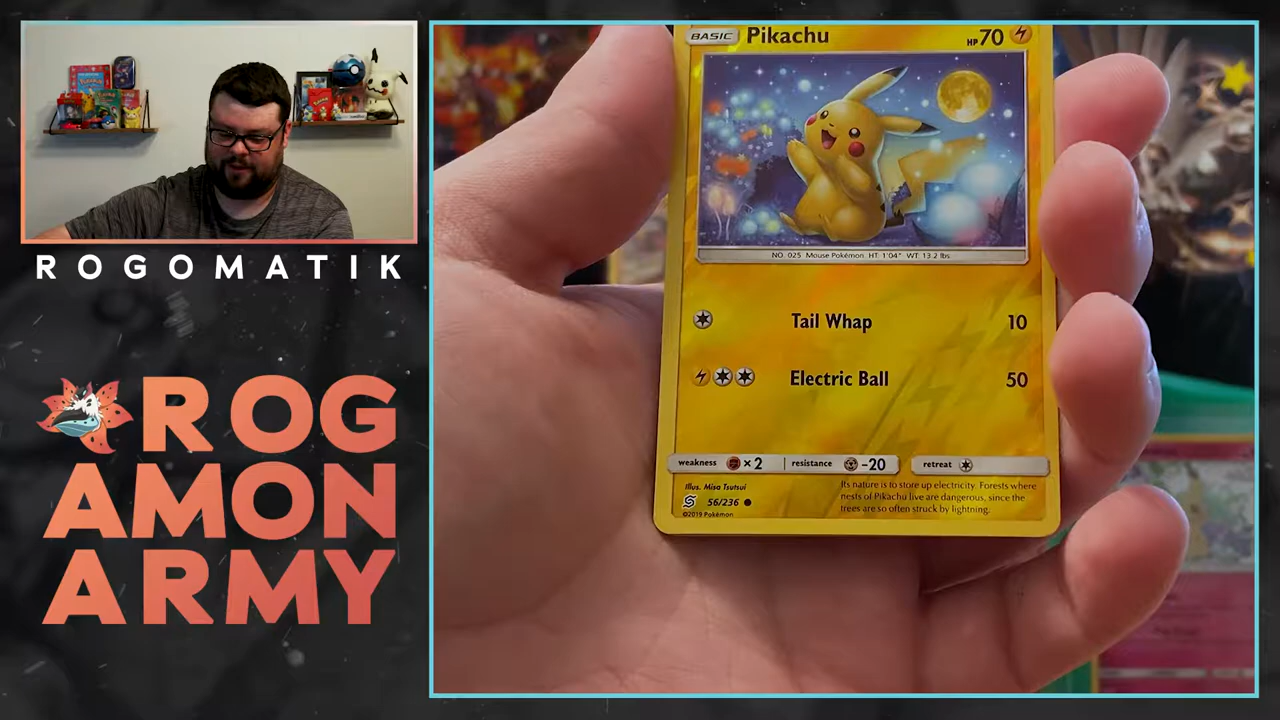 ROGOMATIK
ROG
AMON
ARMY
BASIC Pikachu HP70
NO. 025 Mouse Pokémon. HT: 1'04" WT: 13.2 lbs.
Tail Whap 10
Electric Ball 50
weakness ×2 resistance -20 retreat
Illus. Misa Tsutsui
56/236
©2019 Pokémon
Its nature is to store up electricity. Forests where
nests of Pikachu live are dangerous, since the
trees are so often struck by lightning.